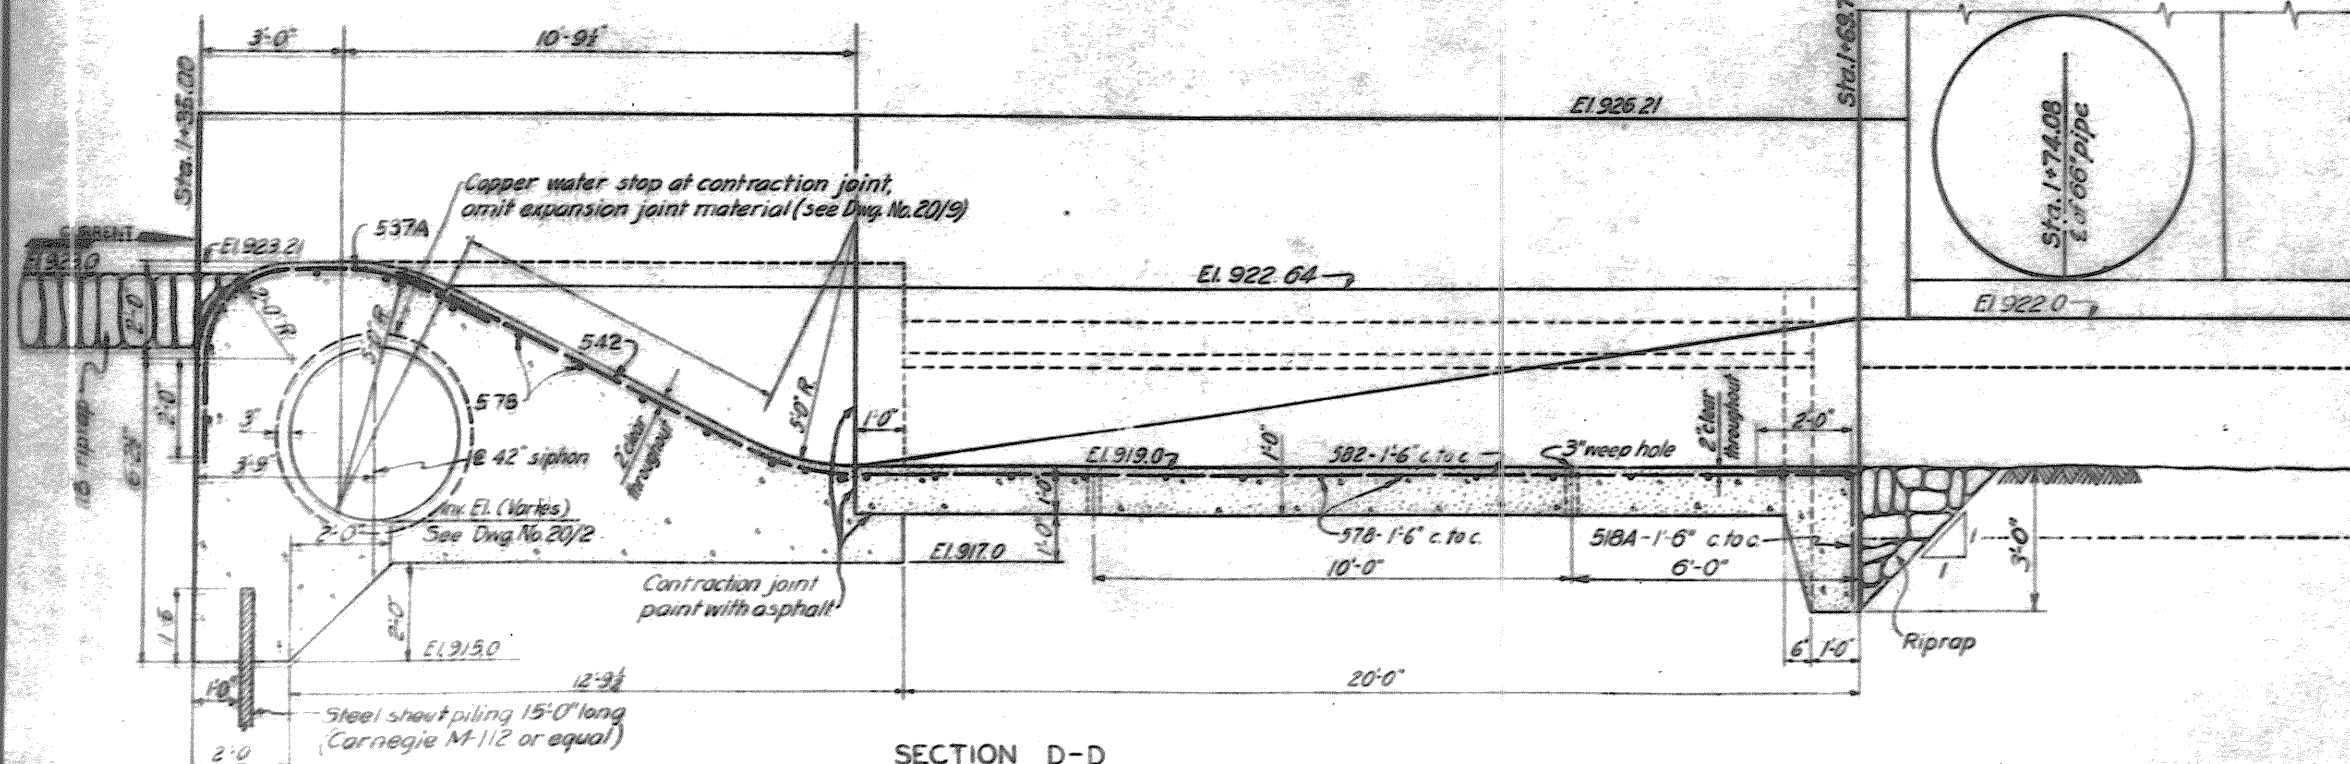 3'-0"
10'-9½"
Sta. 1+95.00
El. 926.21
Sta. 1+69.7
Sta. 1+74.08
℄ of 66" pipe
Copper water stop at contraction joint,
omit expansion joint material (see Dwg. No. 20/9)
537A
CURRENT
El. 923.21
El. 922.64
El. 922.0
2'-0
2'-0" R
5'-0" R
542
578
5'-0" R
1'-0"
18" riprap
2'-0"
3"
3'-9"
℄ 42" siphon
2" clear
throughout
El. 919.0
1'-0"
582-1'-6" c. to c.
3" weep hole
2" clear
throughout
2'-0"
Inv. El. (Varies)
See Dwg. No. 20/2
2'-0"
1'-0"
1'-0"
El. 917.0
578-1'-6" c. to c.
518A-1'-6" c. to c.
10'-0"
6'-0"
1
1
3'-0"
Contraction joint
paint with asphalt
1'-6
2'-0"
El. 915.0
6"
1'-0"
Riprap
1'-0"
12'-9½
20'-0"
Steel sheet piling 15'-0" long
(Carnegie M-112 or equal)
2'-0
SECTION D-D